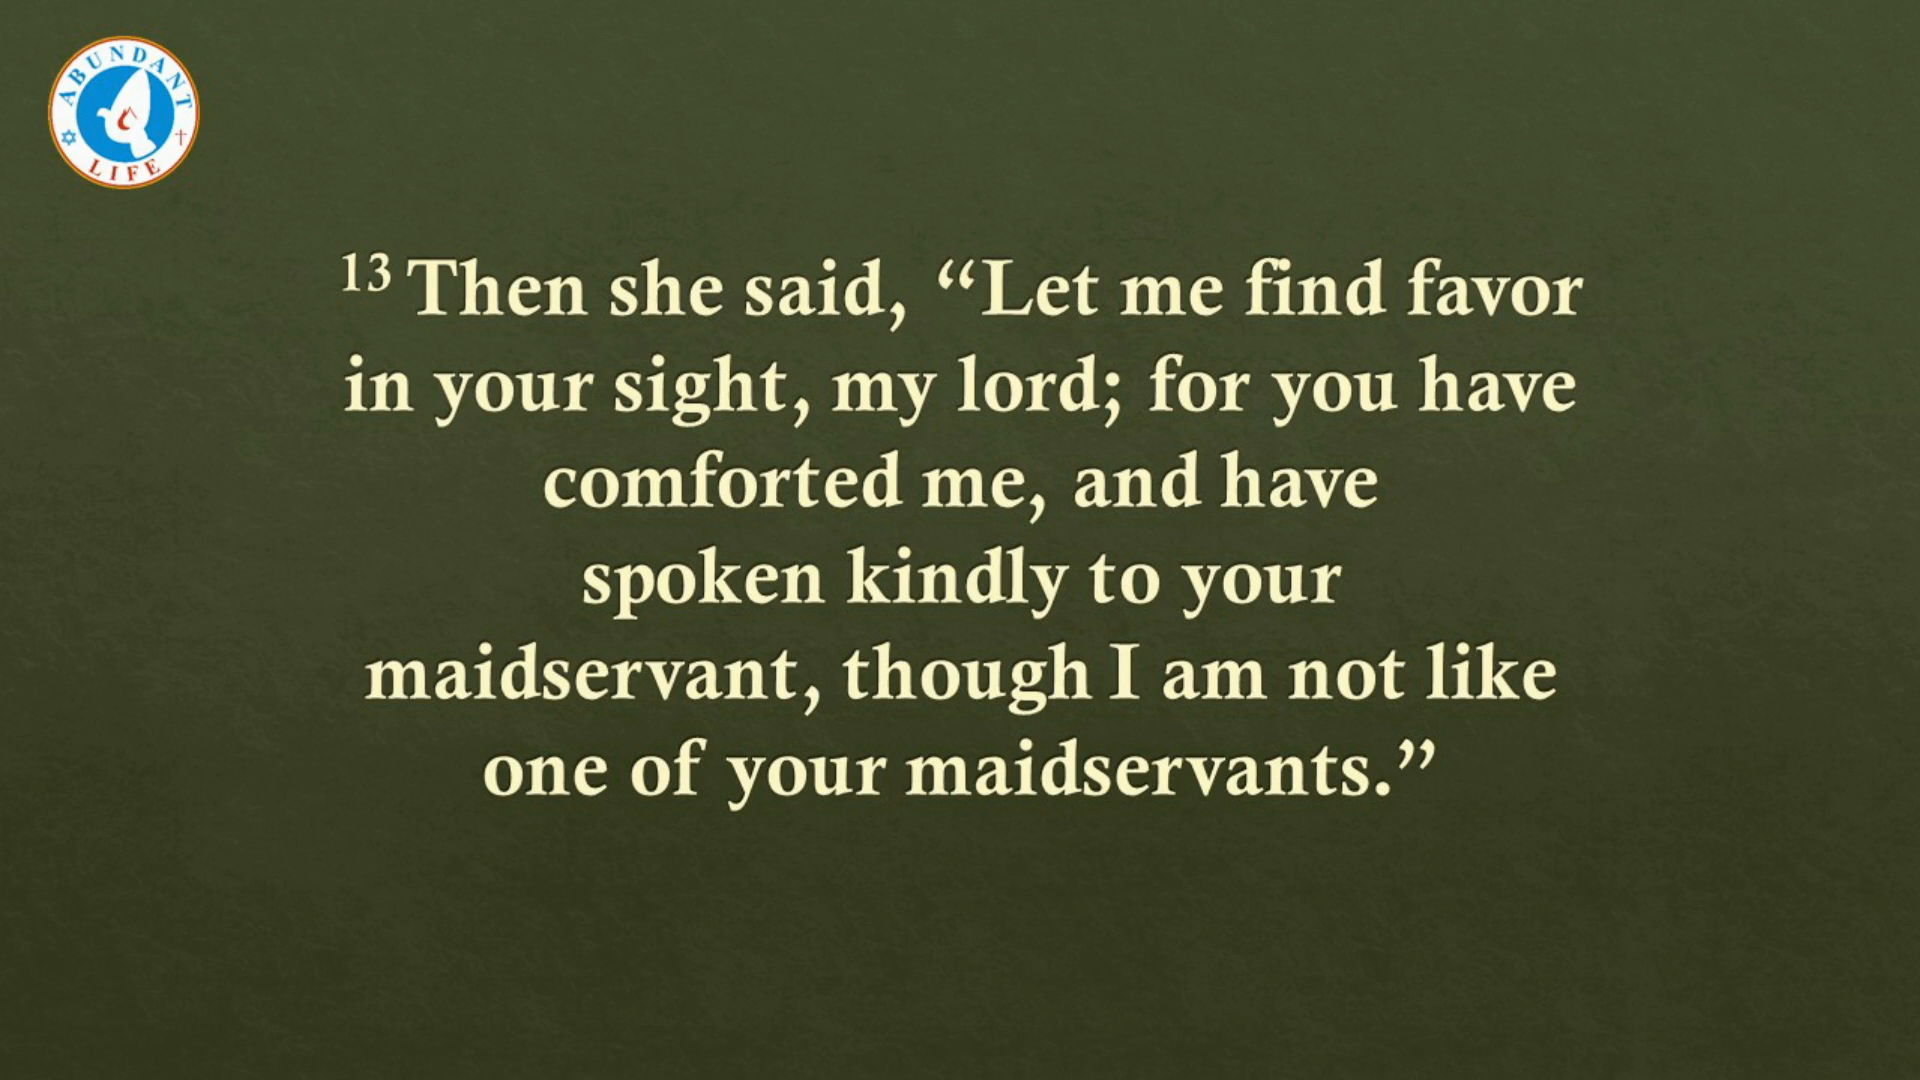 ABUNDANT
LIFE
13 Then she said, “Let me find favor
in your sight, my lord; for you have
comforted me, and have
spoken kindly to your
maidservant, though I am not like
one of your maidservants.”